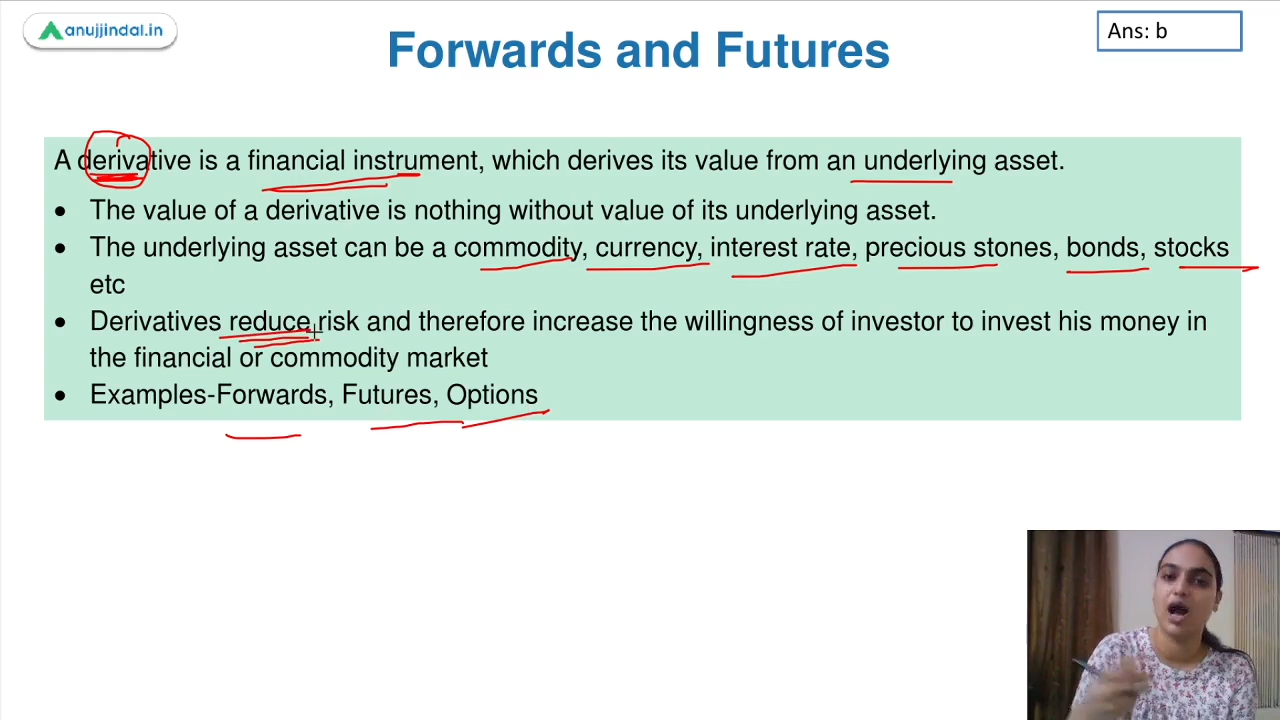 anujjindal.in
Forwards and Futures
Ans: b
A derivative is a financial instrument, which derives its value from an underlying asset.
• The value of a derivative is nothing without value of its underlying asset.
• The underlying asset can be a commodity, currency, interest rate, precious stones, bonds, stocks
etc
• Derivatives reduce risk and therefore increase the willingness of investor to invest his money in
the financial or commodity market
• Examples-Forwards, Futures, Options